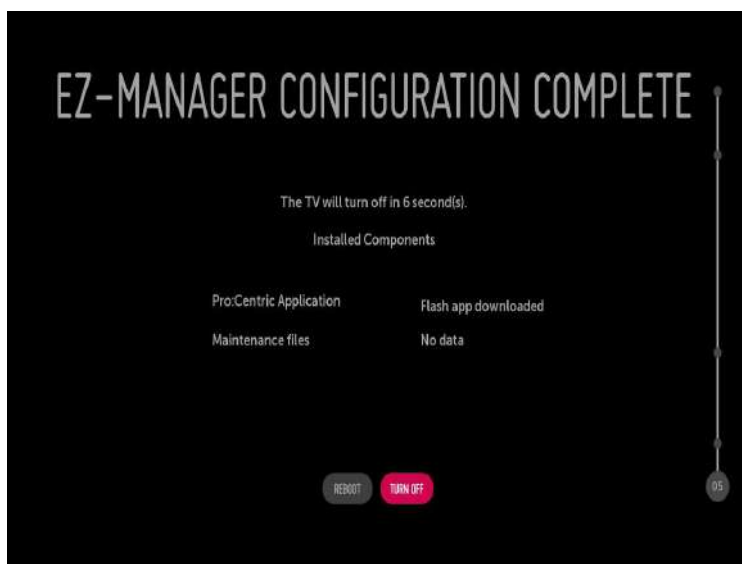 EZ-MANAGER CONFIGURATION COMPLETE
The TV will turn off in 6 second(s).
Installed Components
Pro:Centric Application Flash app downloaded
Maintenance files No data
REBOOT TURN OFF
05